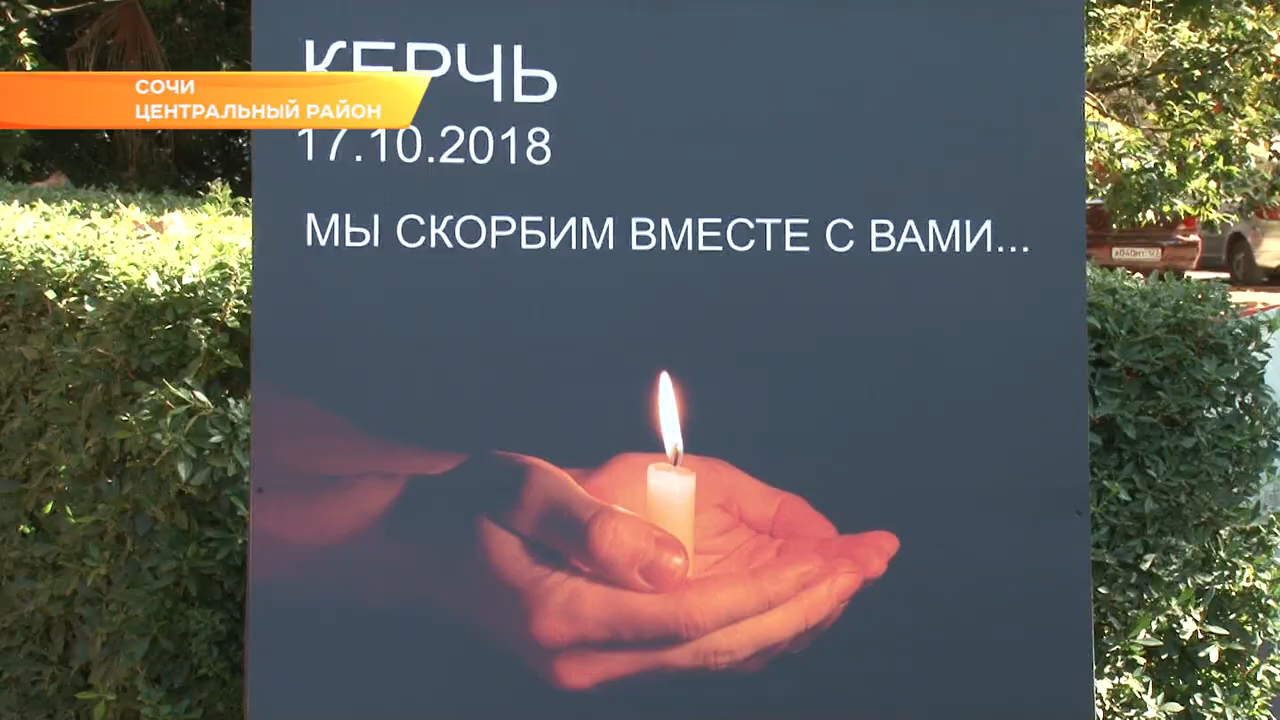 КЕРЧЬ
СОЧИ
ЦЕНТРАЛЬНЫЙ РАЙОН
17.10.2018
МЫ СКОРБИМ ВМЕСТЕ С ВАМИ...